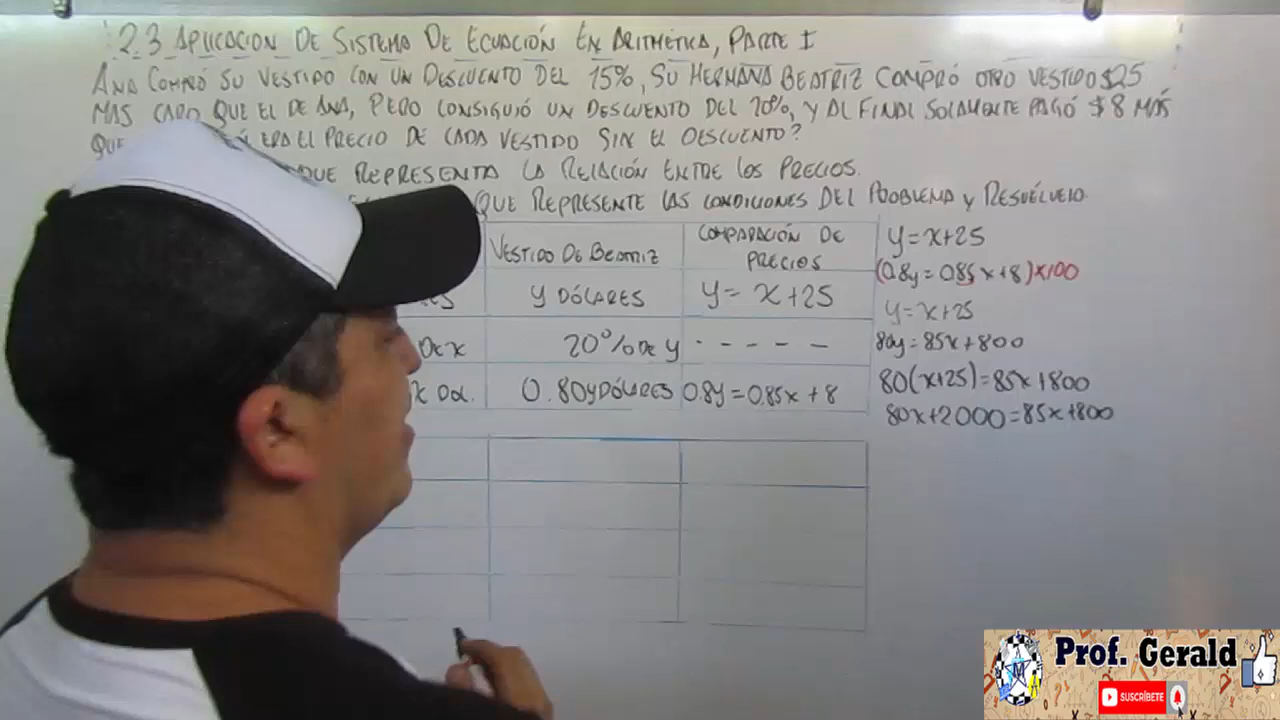 2.3 APLICACION DE SISTEMA DE ECUACIÓN EN ARITMÉTICA, PARTE I
ANA COMPRÓ SU VESTIDO CON UN DESCUENTO DEL 15%, SU HERMANA BEATRIZ COMPRÓ OTRO VESTIDO $25
MAS CARO QUE EL DE ANA, PERO CONSIGUIÓ UN DESCUENTO DEL 20%, Y AL FINAL SOLAMENTE PAGÓ $8 MÁS
QUE ERA EL PRECIO DE CADA VESTIDO SIN EL DESCUENTO?
QUE REPRESENTA LA RELACIÓN ENTRE LOS PRECIOS.
QUE REPRESENTE LAS CONDICIONES DEL PROBLEMA Y RESUÉLVELO.
VESTIDO DE BEATRIZ
COMPARACIÓN DE
PRECIOS
Y DÓLARES
y = x+25
DE X
20% DE Y
- - - - -
X DOL.
0.80Y DÓLARES
0.8y = 0.85x + 8
y = x+25
(0.8y = 0.85x+8)×100
y = x+25
80y = 85x+800
80(x+25)=85x+800
80x+2000=85x+800
Prof. Gerald
SUSCRÍBETE